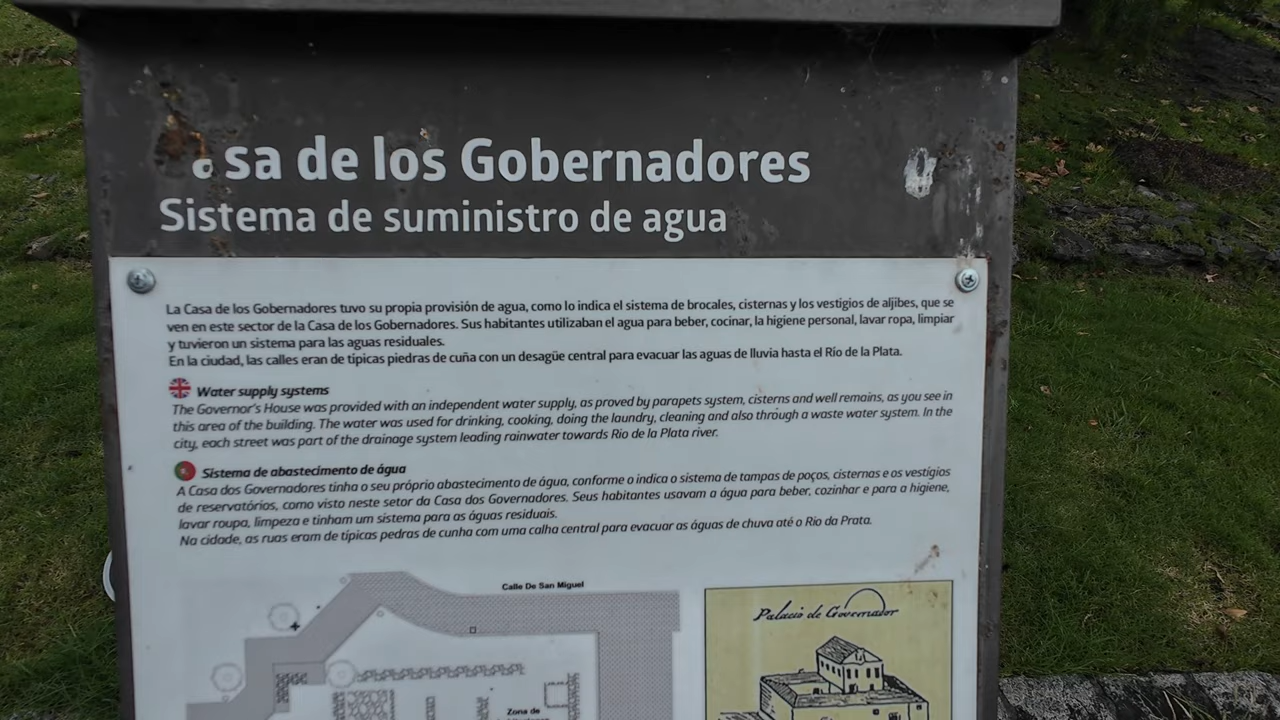 asa de los Gobernadores
Sistema de suministro de agua
La Casa de los Gobernadores tuvo su propia provisión de agua, como lo indica el sistema de brocales, cisternas y los vestigios de aljibes, que se
ven en este sector de la Casa de los Gobernadores. Sus habitantes utilizaban el agua para beber, cocinar, la higiene personal, lavar ropa, limpiar
y tuvieron un sistema para las aguas residuales.
En la ciudad, las calles eran de típicas piedras de cuña con un desagüe central para evacuar las aguas de lluvia hasta el Río de la Plata.
Water supply systems
The Governor's House was provided with an independent water supply, as proved by parapets system, cisterns and well remains, as you see in
this area of the building. The water was used for drinking, cooking, doing the laundry, cleaning and also through a waste water system. In the
city, each street was part of the drainage system leading rainwater towards Rio de la Plata river.
Sistema de abastecimento de água
A Casa dos Governadores tinha o seu próprio abastecimento de água, conforme o indica o sistema de tampas de poços, cisternas e os vestígios
de reservatórios, como visto neste setor da Casa dos Governadores. Seus habitantes usavam a água para beber, cozinhar e para a higiene,
lavar roupa, limpeza e tinham um sistema para as águas residuais.
Na cidade, as ruas eram de típicas pedras de cunha com uma calha central para evacuar as águas de chuva até o Rio da Prata.
Calle De San Miguel
Palacio de Governador
Zona de